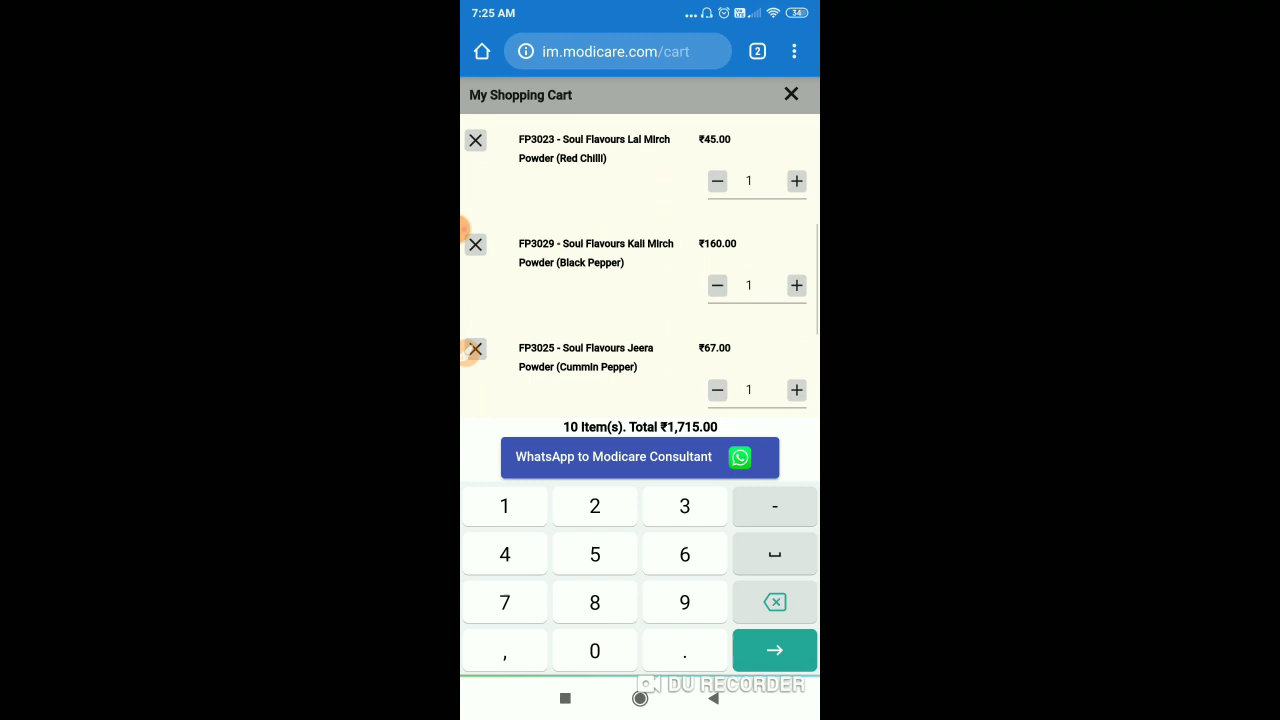 7:25 AM
34
im.modicare.com/cart
2
My Shopping Cart
FP3023 - Soul Flavours Lal Mirch ₹45.00
Powder (Red Chilli)
1
FP3029 - Soul Flavours Kali Mirch ₹160.00
Powder (Black Pepper)
1
FP3025 - Soul Flavours Jeera ₹67.00
Powder (Cummin Pepper)
1
10 Item(s). Total ₹1,715.00
WhatsApp to Modicare Consultant
1 2 3 -
4 5 6
7 8 9
, 0 .
DU RECORDER